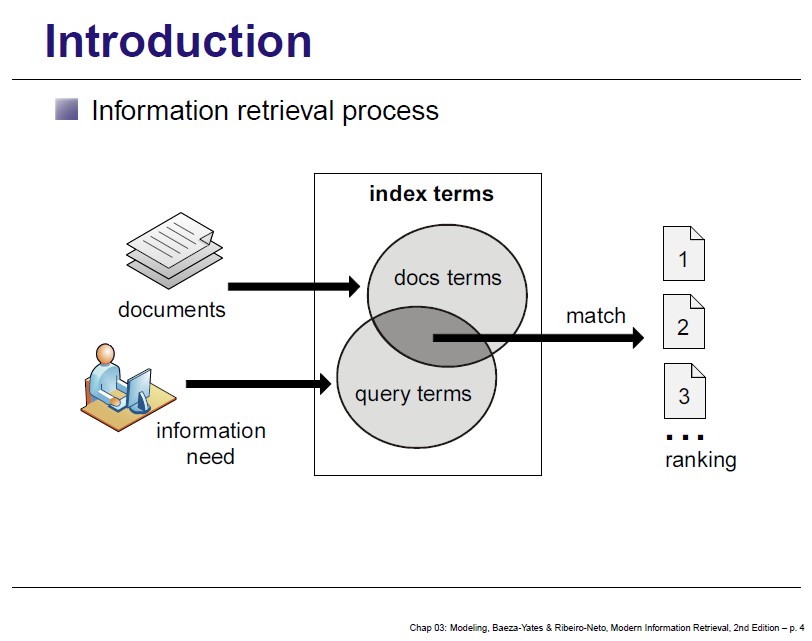 Introduction
Information retrieval process
index terms
docs terms
documents
match
query terms
information
need
1
2
3
...
ranking
Chap 03: Modeling, Baeza-Yates & Ribeiro-Neto, Modern Information Retrieval, 2nd Edition – p. 4